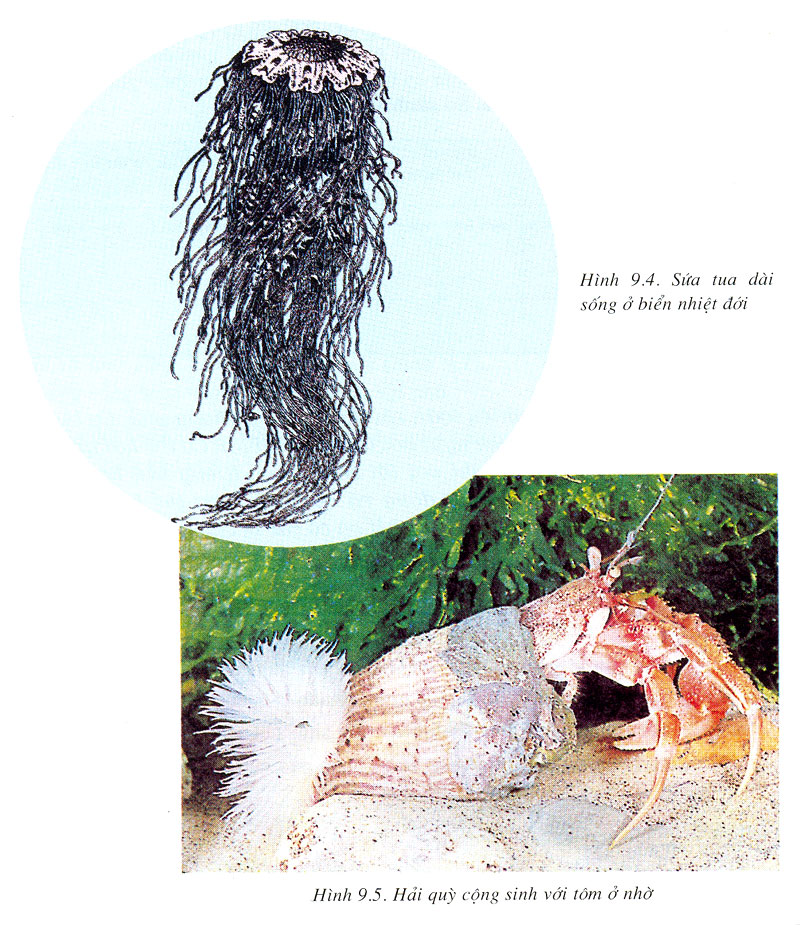 Hình 9.4. Sứa tua dài
sống ở biển nhiệt đới
Hình 9.5. Hải quỳ cộng sinh với tôm ở nhờ